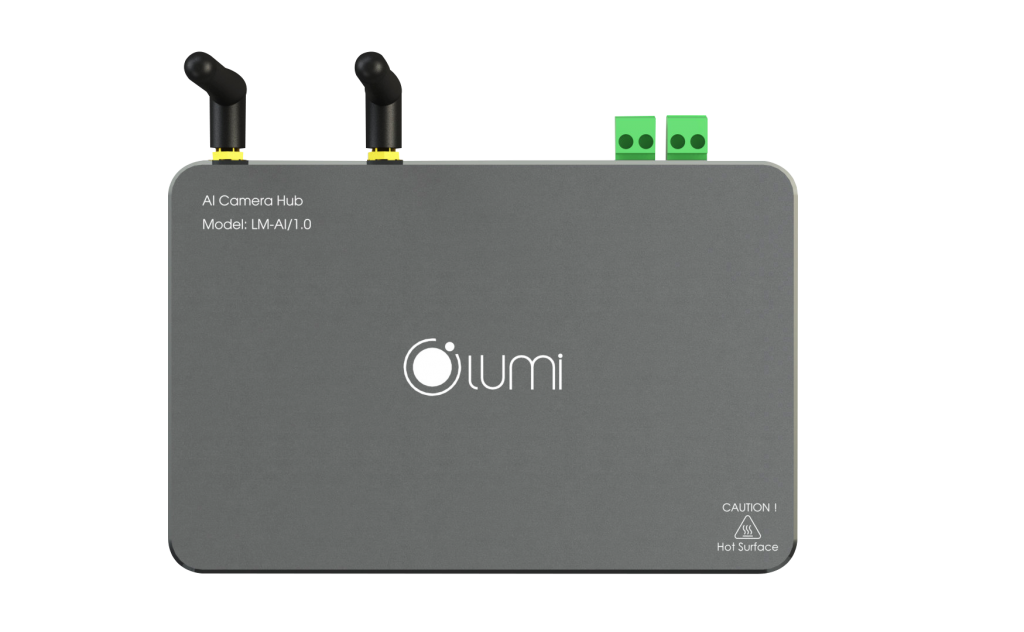 AI Camera Hub
Model: LM-AI/1.0
lumi
CAUTION !
Hot Surface